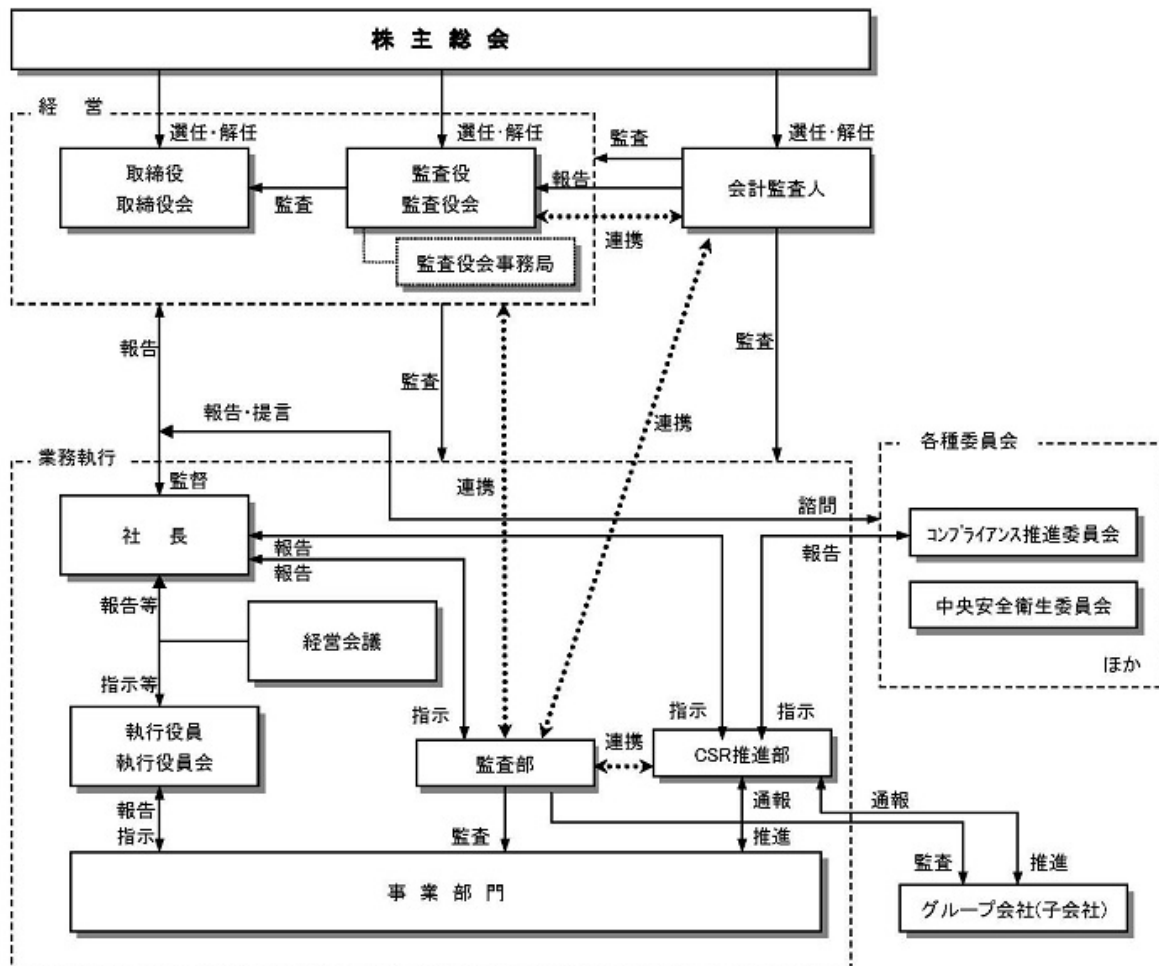 株 主 総 会
経 営
選任・解任
選任・解任
選任・解任
監査
取締役
取締役会
監査
監査役
監査役会
報告
会計監査人
連携
監査役会事務局
報告
監査
監査
報告・提言
連携
各種委員会
業務執行
監督
連携
諮問
社 長
報告
報告
報告
コンプライアンス推進委員会
報告等
経営会議
中央安全衛生委員会
ほか
指示等
指示
指示
指示
執行役員
執行役員会
監査部
連携
CSR推進部
報告
通報
通報
指示
監査
推進
監査
推進
事 業 部 門
グループ会社(子会社)